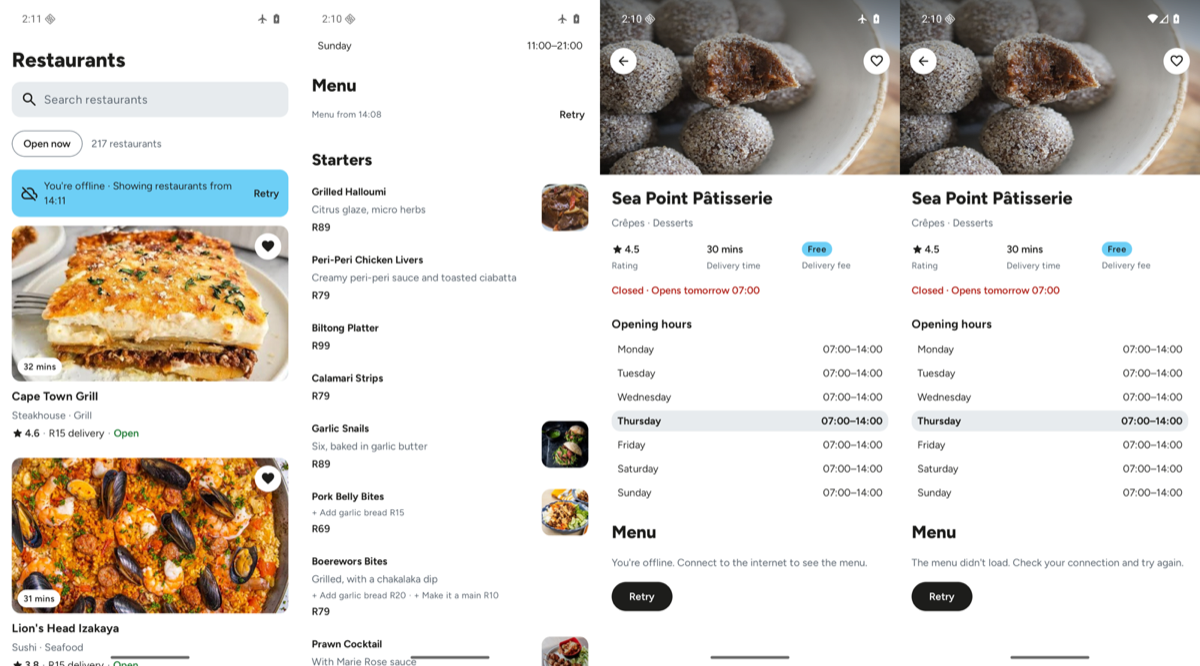 2:11
Restaurants
Search restaurants
Open now
217 restaurants
You're offline · Showing restaurants from
14:11
Retry
32 mins
Cape Town Grill
Steakhouse · Grill
★ 4.6 · R15 delivery · Open
31 mins
Lion's Head Izakaya
Sushi · Seafood
★ 3.8 · R15 delivery · Open
2:10
Sunday 11:00–21:00
Menu
Menu from 14:08 Retry
Starters
Grilled Halloumi
Citrus glaze, micro herbs
R89
Peri-Peri Chicken Livers
Creamy peri-peri sauce and toasted ciabatta
R79
Biltong Platter
R99
Calamari Strips
R79
Garlic Snails
Six, baked in garlic butter
R89
Pork Belly Bites
+ Add garlic bread R15
R69
Boerewors Bites
Grilled, with a chakalaka dip
+ Add garlic bread R20 · + Make it a main R10
R79
Prawn Cocktail
With Marie Rose sauce
2:10
Sea Point Pâtisserie
Crêpes · Desserts
★ 4.5 30 mins Free
Rating Delivery time Delivery fee
Closed · Opens tomorrow 07:00
Opening hours
Monday 07:00–14:00
Tuesday 07:00–14:00
Wednesday 07:00–14:00
Thursday 07:00–14:00
Friday 07:00–14:00
Saturday 07:00–14:00
Sunday 07:00–14:00
Menu
You're offline. Connect to the internet to see the menu.
Retry
2:10
Sea Point Pâtisserie
Crêpes · Desserts
★ 4.5 30 mins Free
Rating Delivery time Delivery fee
Closed · Opens tomorrow 07:00
Opening hours
Monday 07:00–14:00
Tuesday 07:00–14:00
Wednesday 07:00–14:00
Thursday 07:00–14:00
Friday 07:00–14:00
Saturday 07:00–14:00
Sunday 07:00–14:00
Menu
The menu didn't load. Check your connection and try again.
Retry